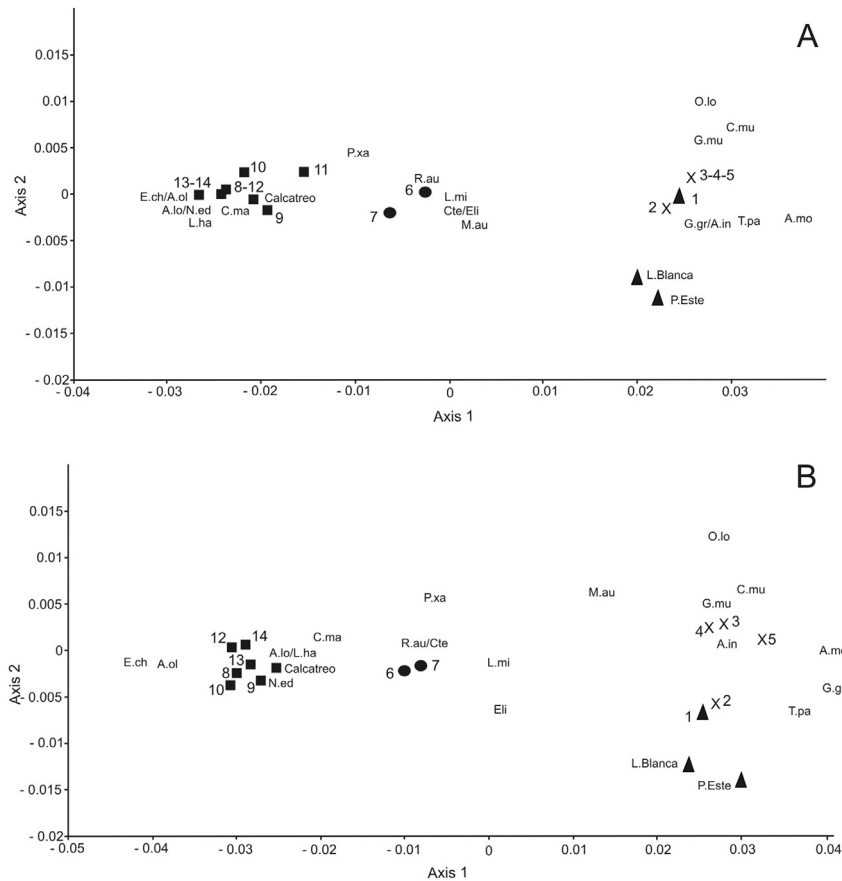 A
0.015
0.01
0.005
0
- 0.005
- 0.01
- 0.015
- 0.02
Axis 2
O.lo
C.mu
G.mu
P.xa
10
11
13-14
8-12
R.au
6
3-4-5
E.ch/A.ol
Calcatreo
L.mi
1
2
A.lo/N.ed
C.ma
9
7
Cte/Eli
L.ha
M.au
G.gr/A.in
T.pa
A.mo
L.Blanca
P.Este
- 0.04
- 0.03
- 0.02
- 0.01
0
0.01
0.02
0.03
Axis 1
B
0.015
0.01
0.005
0
- 0.005
- 0.01
- 0.015
- 0.02
Axis 2
O.lo
M.au
C.mu
P.xa
G.mu
12
14
C.ma
R.au/Cte
4
3
5
A.in
A.lo/L.ha
A.mo
E.ch
A.ol
13
Calcatreo
7
L.mi
8
6
10
9
N.ed
G.g
Eli
1
2
T.pa
L.Blanca
P.Este
- 0.05
- 0.04
- 0.03
- 0.02
- 0.01
0
0.01
0.02
0.03
0.04
Axis 1